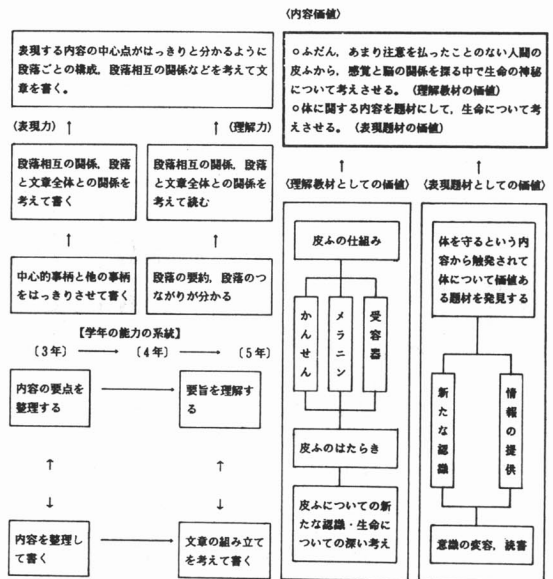 〈内容価値〉
表現する内容の中心点がはっきりと分かるように
段落ごとの構成，段落相互の関係などを考えて文
章を書く。
○ふだん，あまり注意を払ったことのない人間の
皮ふから，感覚と脳の関係を探る中で生命の神秘
について考えさせる。（理解教材の価値）
○体に関する内容を題材にして，生命について考
えさせる。（表現題材の価値）
（表現力）↑
↑（理解力）
段落相互の関係，段落
と文章全体との関係を
考えて書く
段落相互の関係，段落
と文章全体との関係を
考えて読む
↑
↑
中心的事柄と他の事柄
をはっきりさせて書く
段落の要約，段落のつ
ながりが分かる
【学年の能力の系統】
〔3年〕 → 〔4年〕 → 〔5年〕
内容の要点を
整理する
要旨を理解す
る
↑
↓
↑
↓
内容を整理し
て書く
文章の組み立て
を考えて書く
↑
↑
〈理解教材としての価値〉
〈表現題材としての価値〉
皮ふの仕組み
かんせん
メラニン
受容器
皮ふのはたらき
皮ふについての新
たな認識・生命に
ついての深い考え
体を守るという内
容から触発されて
体について価値あ
る題材を発見する
新たな認識
情報の提供
意識の変容，読書